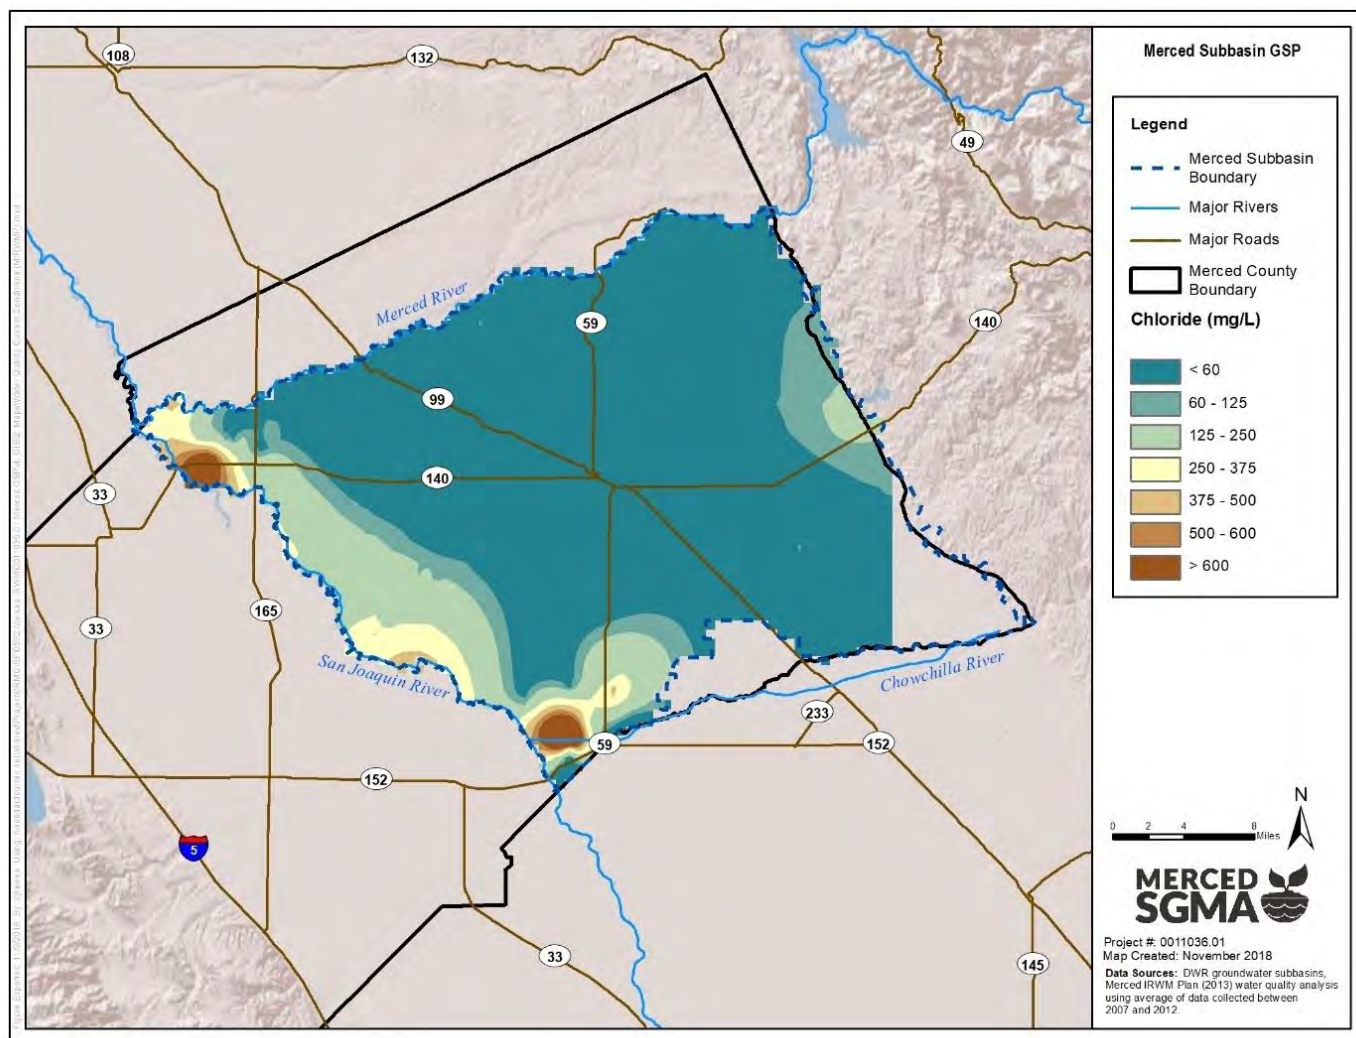 Merced Subbasin GSP
Legend
Merced Subbasin
Boundary
Major Rivers
Major Roads
Merced County
Boundary
Chloride (mg/L)
< 60
60 - 125
125 - 250
250 - 375
375 - 500
500 - 600
> 600
108
132
49
Merced River
59
140
99
140
33
165
33
San Joaquin River
Chowchilla River
233
59
152
152
5
33
145
N
0 2 4 8
Miles
MERCED
SGMA
Project #: 0011036.01
Map Created: November 2018
Data Sources: DWR groundwater subbasins,
Merced IRWM Plan (2013) water quality analysis
using average of data collected between
2007 and 2012.